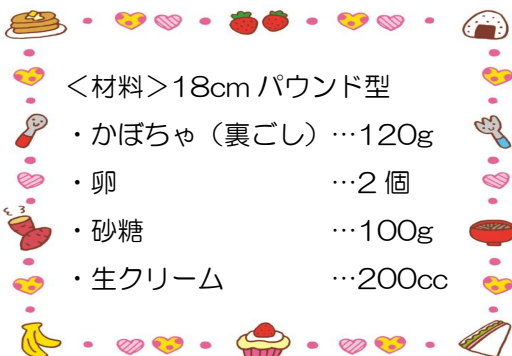 ＜材料＞18cm パウンド型
・かぼちゃ（裏ごし）…120g
・卵 …2 個
・砂糖 …100g
・生クリーム …200cc